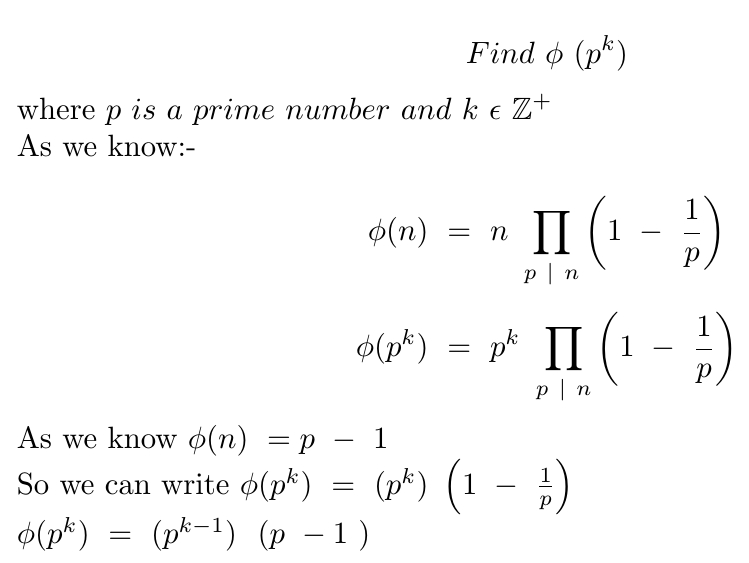 Find ϕ (p^k)
where p is a prime number and k ϵ ℤ^+
As we know:-
ϕ(n) = n ∏_{p | n} (1 − 1/p)
ϕ(p^k) = p^k ∏_{p | n} (1 − 1/p)
As we know ϕ(n) = p − 1
So we can write ϕ(p^k) = (p^k) (1 − 1/p)
ϕ(p^k) = (p^{k−1}) (p − 1 )